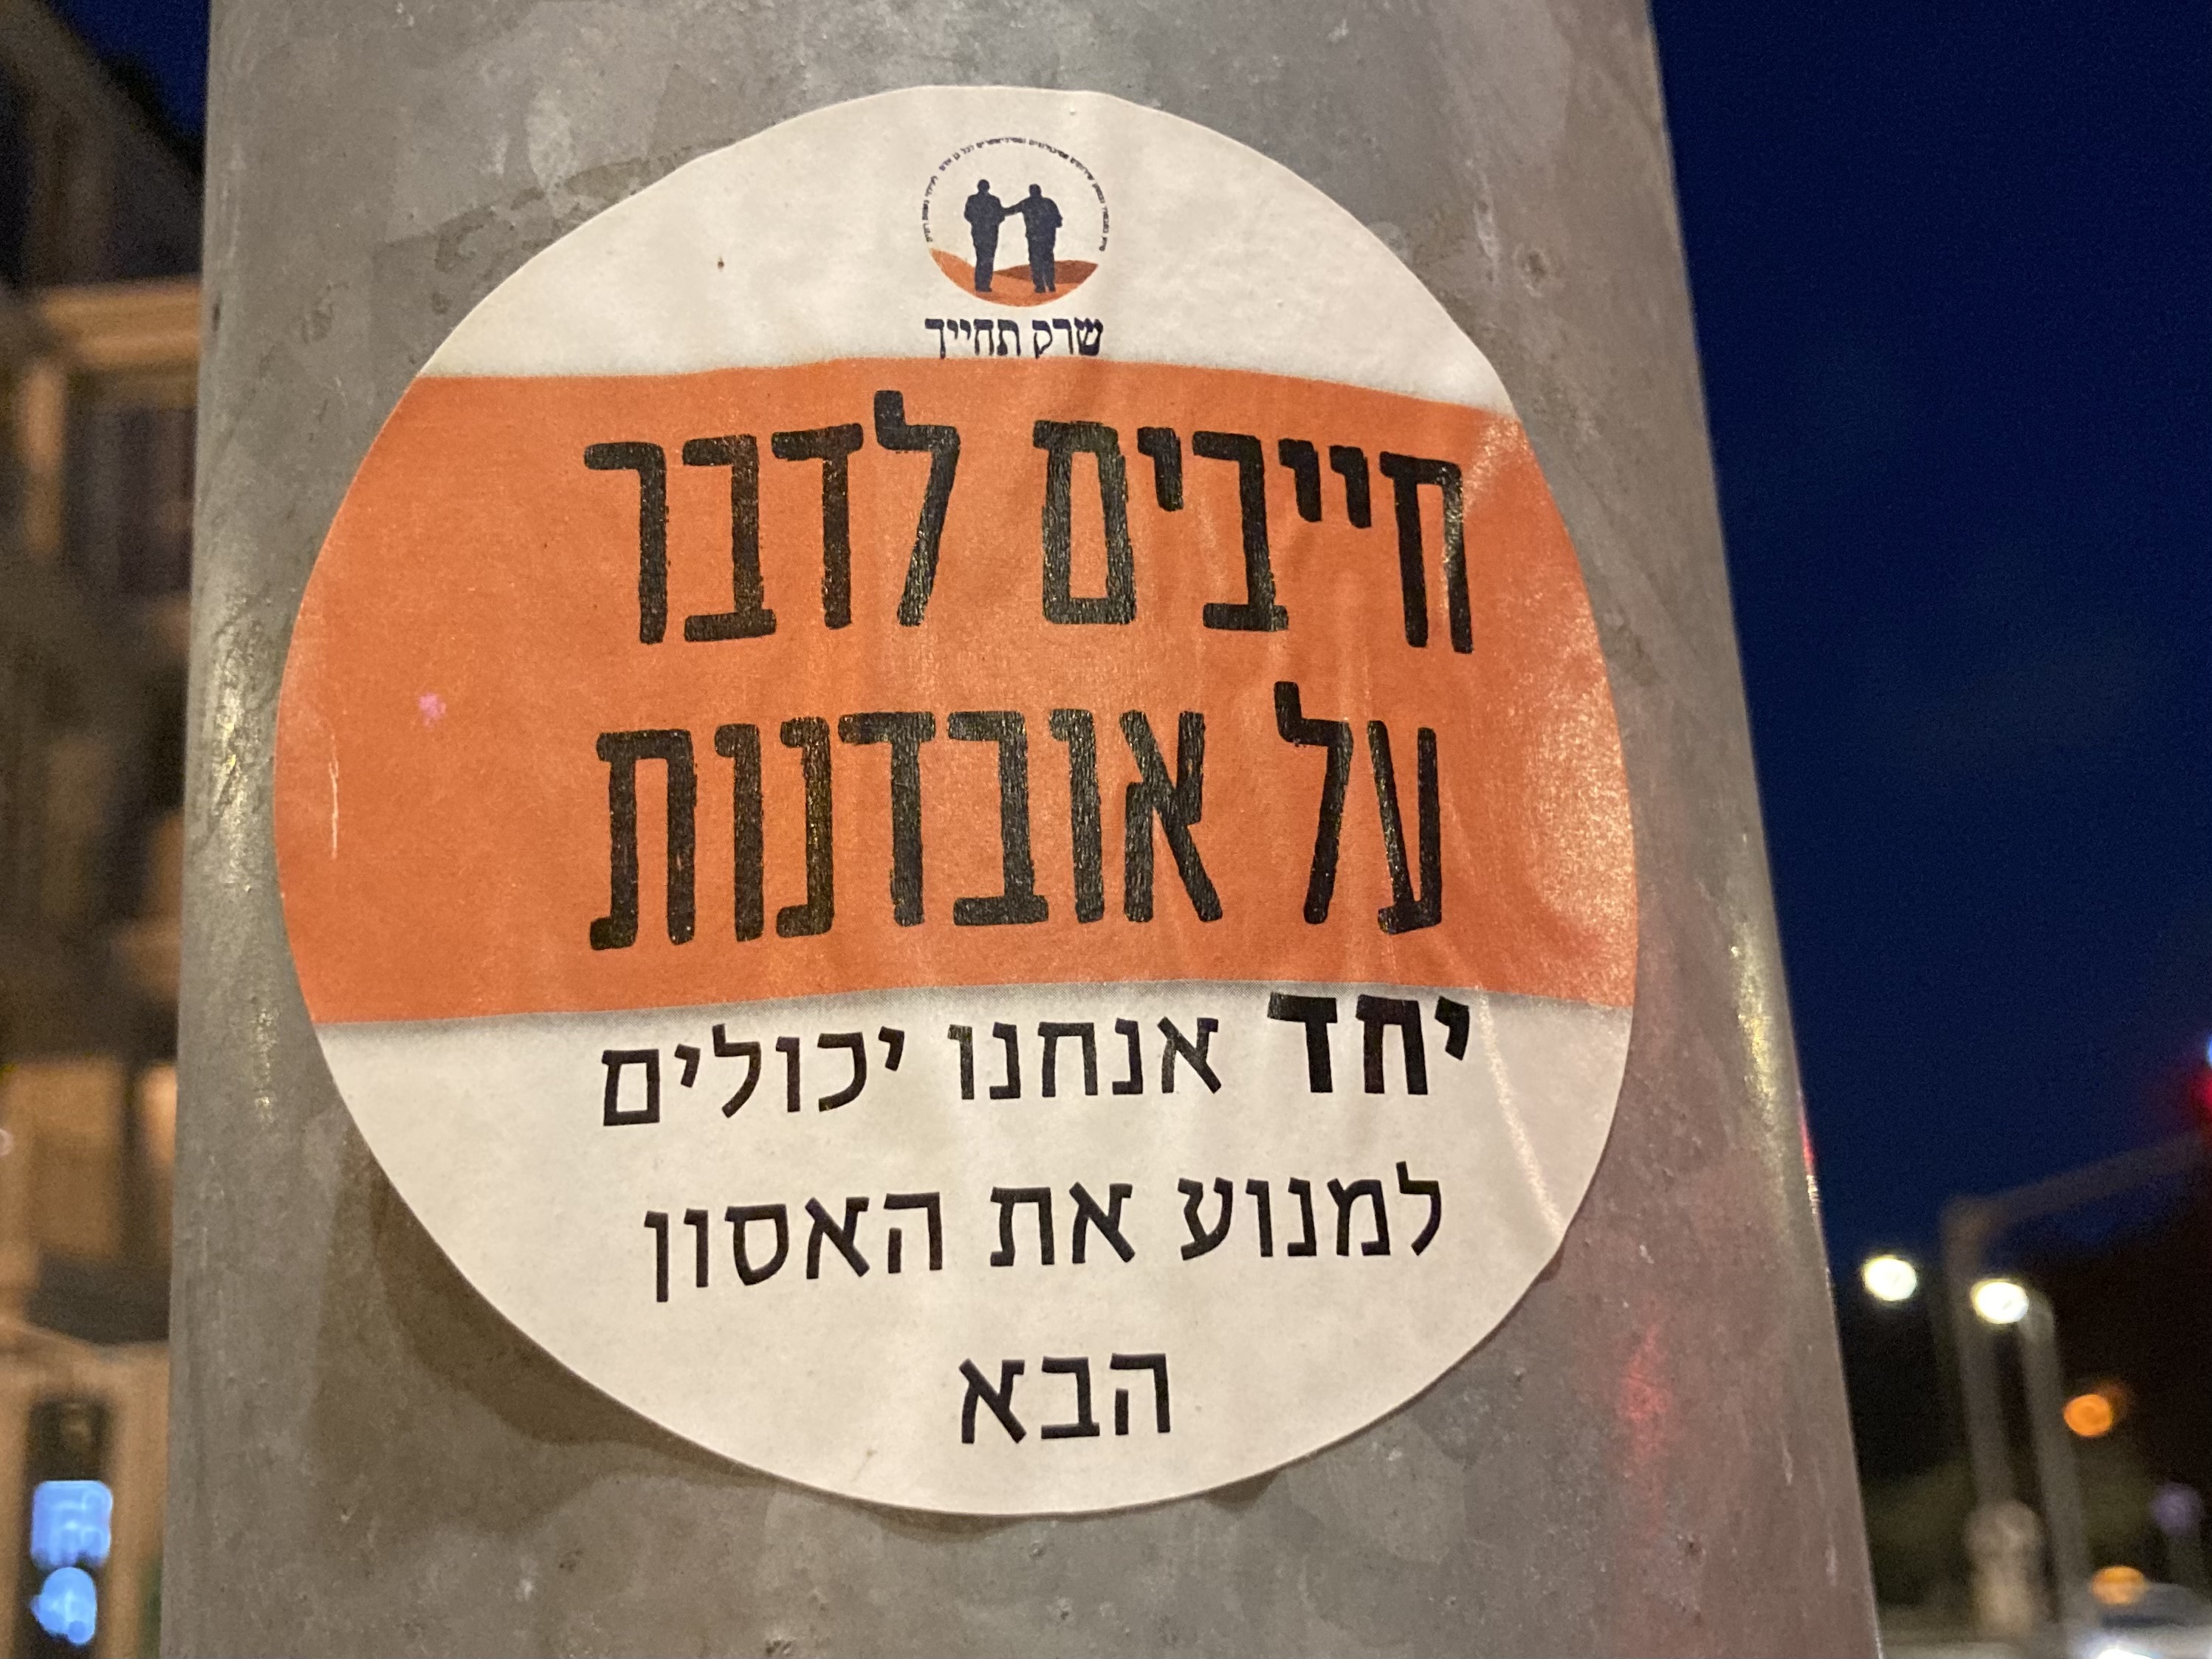 שרק תחייך
חייבים לדבר
על אובדנות
יחד אנחנו יכולים
למנוע את האסון
הבא